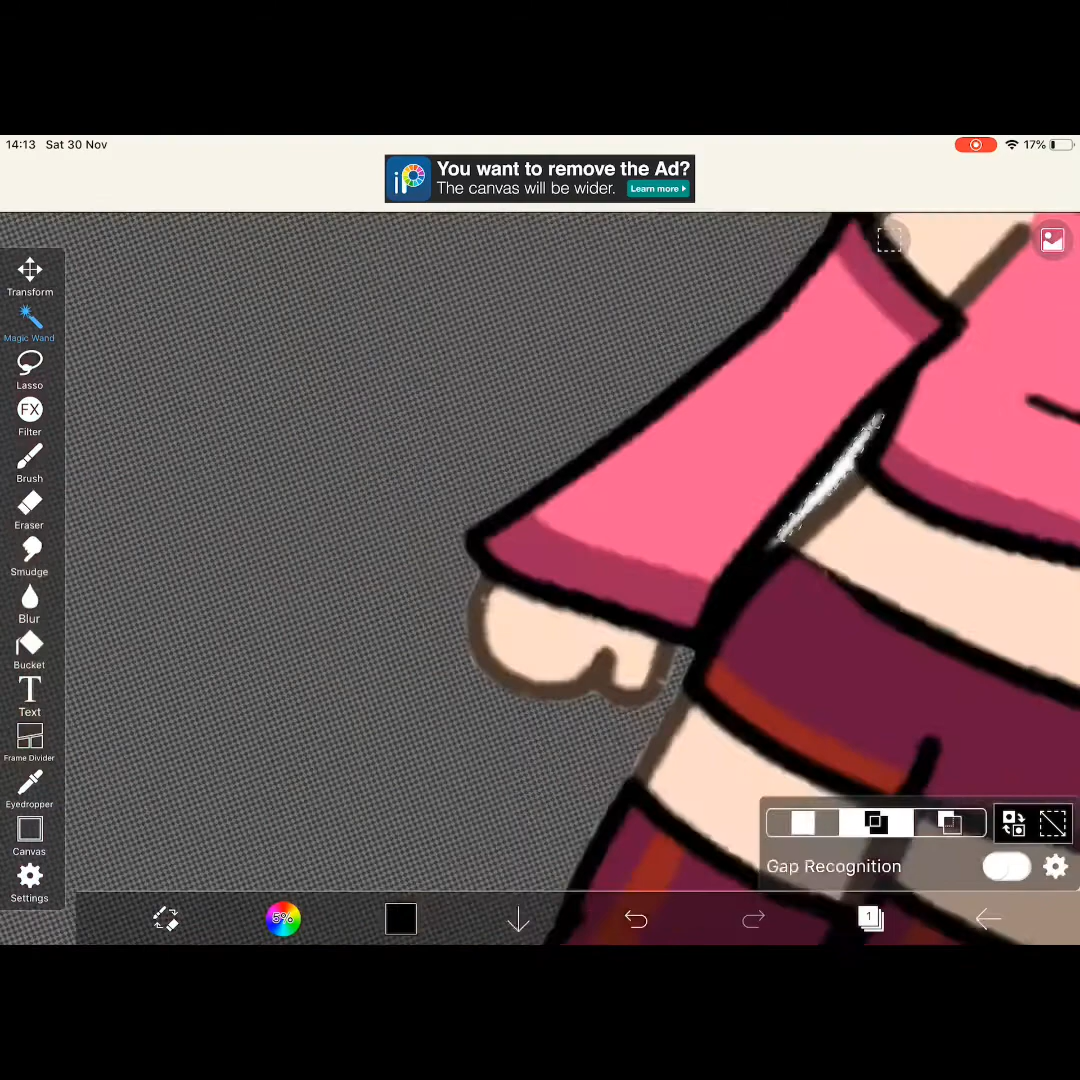 14:13 Sat 30 Nov
17%
iP
You want to remove the Ad?
The canvas will be wider. Learn more
Transform
Magic Wand
Lasso
FX
Filter
Brush
Eraser
Smudge
Blur
Bucket
T
Text
Frame Divider
Eyedropper
Canvas
Settings
Gap Recognition
5%
1